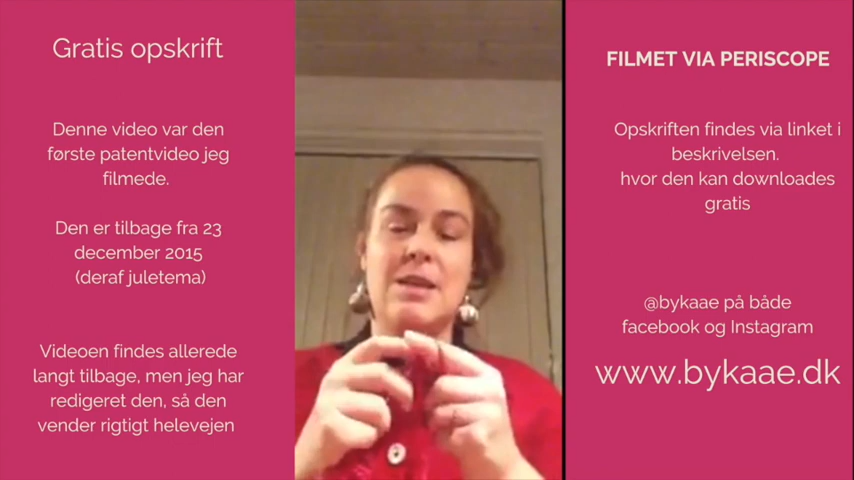 Gratis opskrift
Denne video var den
første patentvideo jeg
filmede.
Den er tilbage fra 23
december 2015
(deraf juletema)
Videoen findes allerede
langt tilbage, men jeg har
redigeret den, så den
vender rigtigt helevejen
FILMET VIA PERISCOPE
Opskriften findes via linket i
beskrivelsen.
hvor den kan downloades
gratis
@bykaae på både
facebook og Instagram
www.bykaae.dk